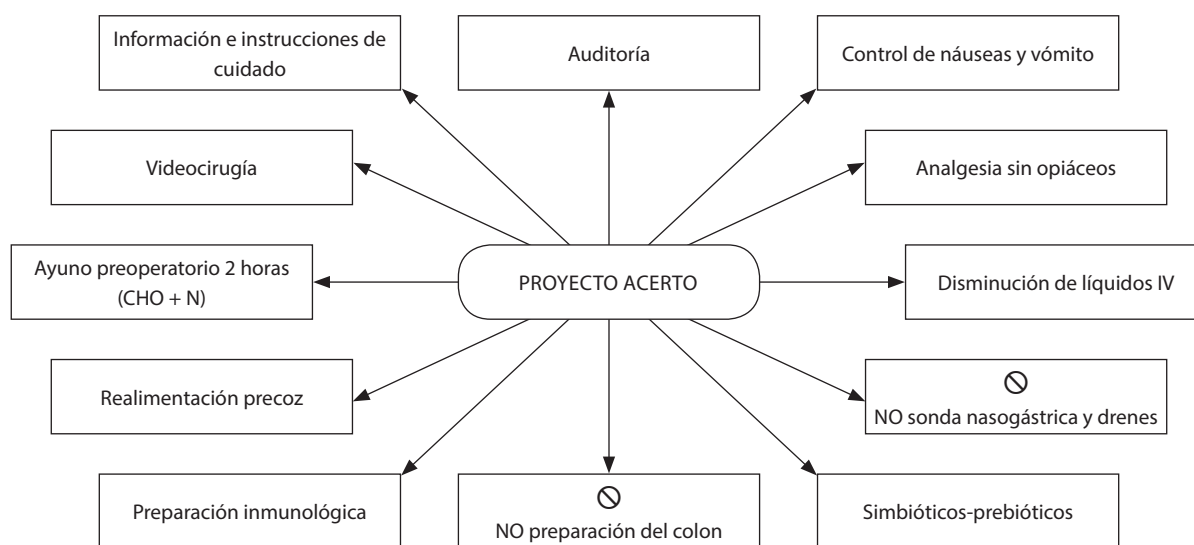 Información e instrucciones de
cuidado
Auditoría
Control de náuseas y vómito
Videocirugía
Analgesia sin opiáceos
Ayuno preoperatorio 2 horas
(CHO + N)
PROYECTO ACERTO
Disminución de líquidos IV
Realimentación precoz
NO sonda nasogástrica y drenes
Preparación inmunológica
NO preparación del colon
Simbióticos-prebióticos